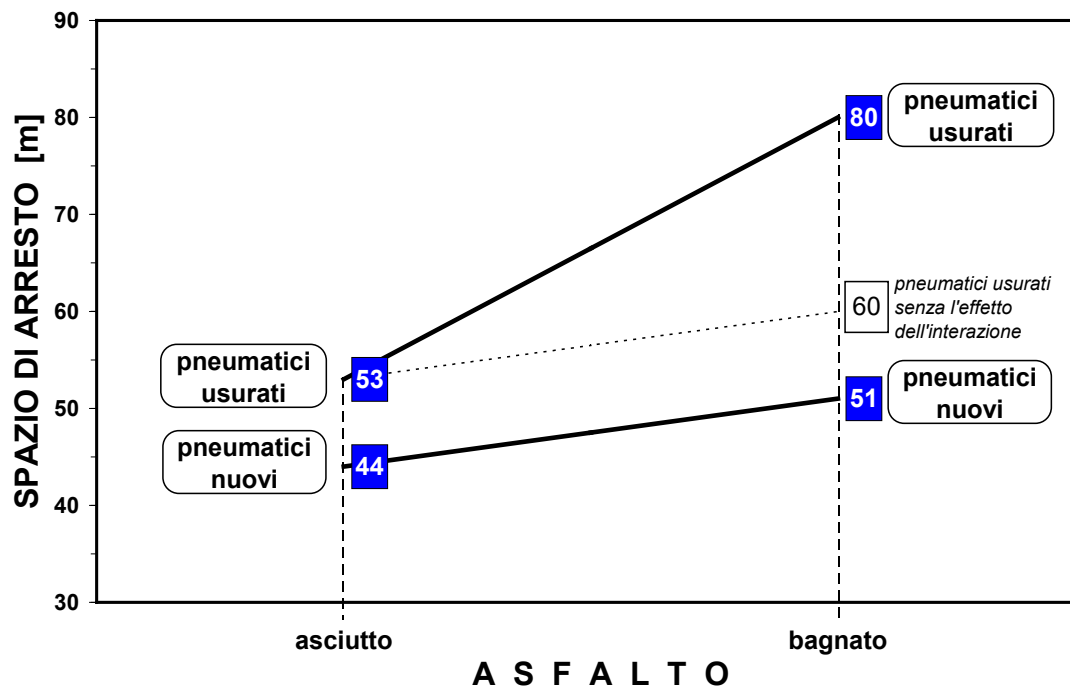 SPAZIO DI ARRESTO [m]
90
80
70
60
50
40
30
pneumatici
usurati
80
pneumatici
usurati
53
pneumatici
nuovi
44
60
pneumatici usurati
senza l'effetto
dell'interazione
51
pneumatici
nuovi
asciutto
bagnato
A S F A L T O